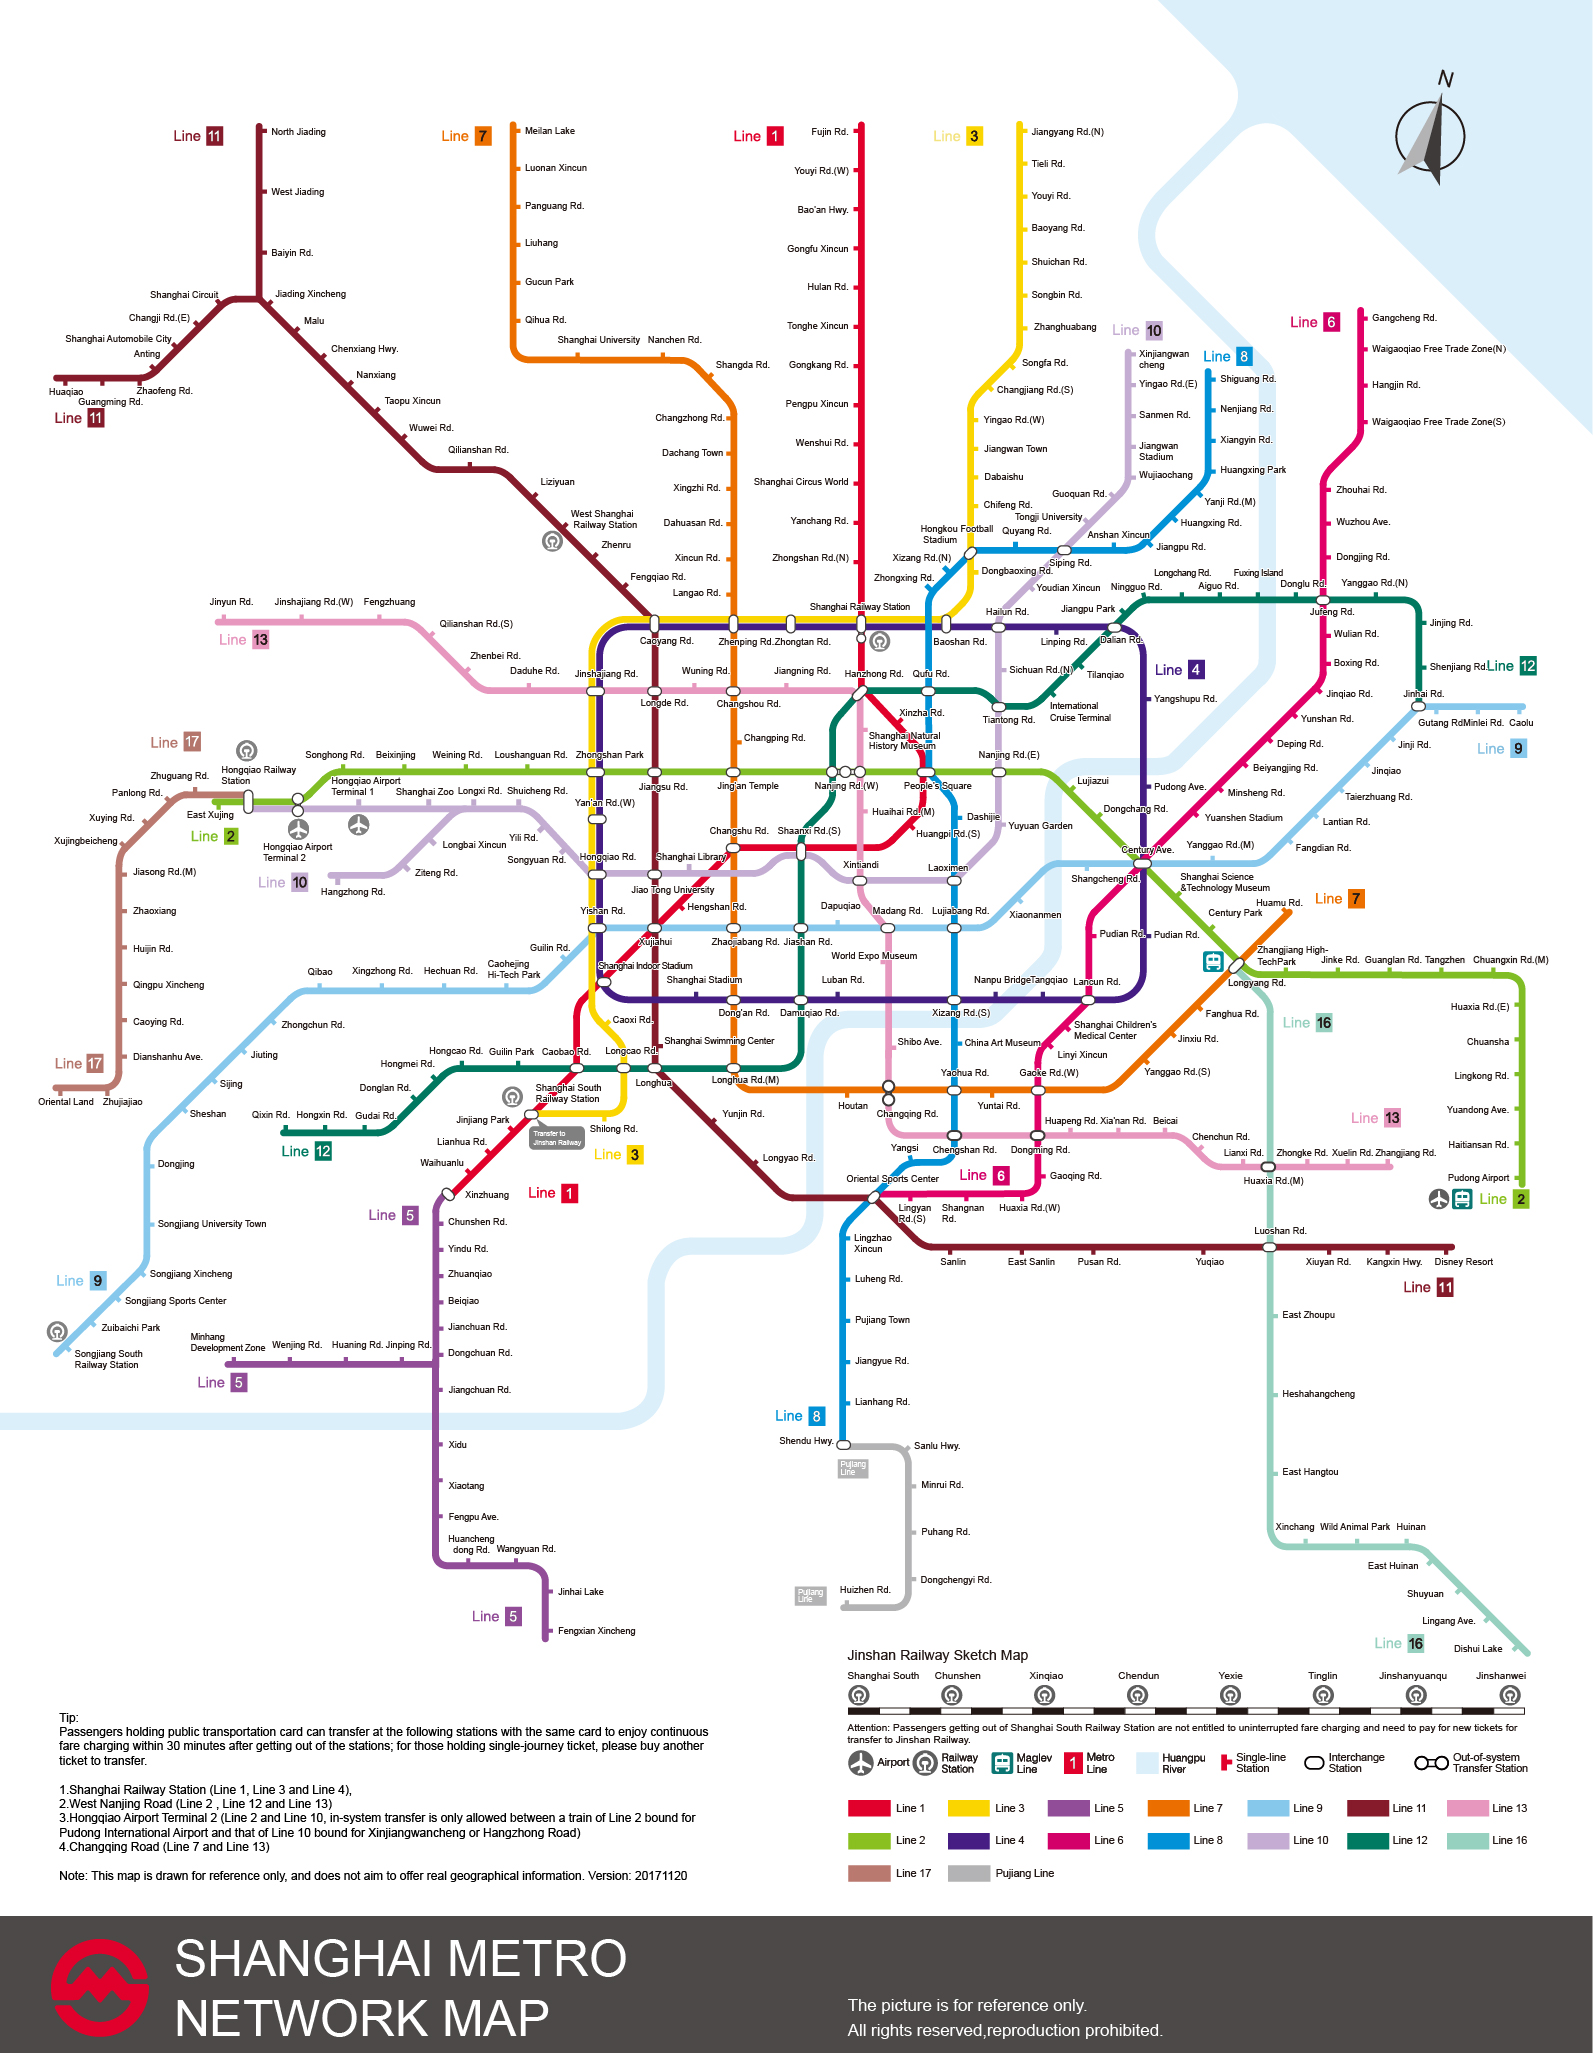 N
Line 11
North Jiading
West Jiading
Baiyin Rd.
Shanghai Circuit
Jiading Xincheng
Changji Rd.(E)
Malu
Shanghai Automobile City
Anting
Chenxiang Hwy.
Huaqiao
Guangming Rd.
Zhaofeng Rd.
Nanxiang
Line 11
Taopu Xincun
Wuwei Rd.
Qilianshan Rd.
Liziyuan
West Shanghai
Railway Station
Zhenru
Fengqiao Rd.
Line 7
Meilan Lake
Luonan Xincun
Panguang Rd.
Liuhang
Gucun Park
Qihua Rd.
Shanghai University
Nanchen Rd.
Shangda Rd.
Changzhong Rd.
Dachang Town
Xingzhi Rd.
Dahuasan Rd.
Xincun Rd.
Langao Rd.
Line 1
Fujin Rd.
Youyi Rd.(W)
Bao'an Hwy.
Gongfu Xincun
Hulan Rd.
Tonghe Xincun
Gongkang Rd.
Pengpu Xincun
Wenshui Rd.
Shanghai Circus World
Yanchang Rd.
Zhongshan Rd.(N)
Shanghai Railway Station
Line 3
Jiangyang Rd.(N)
Tieli Rd.
Youyi Rd.
Baoyang Rd.
Shuichan Rd.
Songbin Rd.
Zhanghuabang
Songfa Rd.
Changjiang Rd.(S)
Yingao Rd.(W)
Jiangwan Town
Dabaishu
Chifeng Rd.
Hongkou Football
Stadium
Xizang Rd.(N)
Zhongxing Rd.
Dongbaoxing Rd.
Line 10
Xinjiangwan
cheng
Yingao Rd.(E)
Sanmen Rd.
Jiangwan
Stadium
Wujiaochang
Guoquan Rd.
Tongji University
Quyang Rd.
Siping Rd.
Anshan Xincun
Youdian Xincun
Hailun Rd.
Line 8
Shiguang Rd.
Nenjiang Rd.
Xiangyin Rd.
Huangxing Park
Yanji Rd.(M)
Huangxing Rd.
Jiangpu Rd.
Line 6
Gangcheng Rd.
Waigaoqiao Free Trade Zone(N)
Hangjin Rd.
Waigaoqiao Free Trade Zone(S)
Zhouhai Rd.
Wuzhou Ave.
Dongjing Rd.
Longchang Rd.
Fuxing Island
Ningguo Rd.
Aiguo Rd.
Donglu Rd.
Yanggao Rd.(N)
Jufeng Rd.
Jiangpu Park
Jinjing Rd.
Wulian Rd.
Boxing Rd.
Shenjiang Rd.
Line 12
Jinqiao Rd.
Jinhai Rd.
Yunshan Rd.
Gutang Rd
Minlei Rd.
Caolu
Line 9
Jinji Rd.
Deping Rd.
Beiyangjing Rd.
Jinqiao
Minsheng Rd.
Taierzhuang Rd.
Yuanshen Stadium
Lantian Rd.
Yanggao Rd.(M)
Fangdian Rd.
Jinyun Rd.
Jinshajiang Rd.(W)
Fengzhuang
Line 13
Qilianshan Rd.(S)
Zhenbei Rd.
Daduhe Rd.
Jinshajiang Rd.
Wuning Rd.
Jiangning Rd.
Hanzhong Rd.
Qufu Rd.
Caoyang Rd.
Zhenping Rd.
Zhongtan Rd.
Baoshan Rd.
Linping Rd.
Dalian Rd.
Line 4
Longde Rd.
Changshou Rd.
Xinzha Rd.
Sichuan Rd.(N)
Tilanqiao
Tiantong Rd.
International
Cruise Terminal
Yangshupu Rd.
Changping Rd.
Shanghai Natural
History Museum
Nanjing Rd.(E)
Line 17
Hongqiao Railway
Station
Zhuguang Rd.
Panlong Rd.
Xuying Rd.
Xujingbeicheng
Jiasong Rd.(M)
Zhaoxiang
Huijin Rd.
Qingpu Xincheng
Caoying Rd.
Dianshanhu Ave.
Line 17
Oriental Land
Zhujiajiao
East Xujing
Line 2
Songhong Rd.
Beixinjing
Weining Rd.
Loushanguan Rd.
Zhongshan Park
Jiangsu Rd.
Jing'an Temple
Nanjing Rd.(W)
People's Square
Lujiazui
Pudong Ave.
Dongchang Rd.
Hongqiao Airport
Terminal 1
Shanghai Zoo
Longxi Rd.
Shuicheng Rd.
Hongqiao Airport
Terminal 2
Yili Rd.
Longbai Xincun
Songyuan Rd.
Line 10
Hangzhong Rd.
Ziteng Rd.
Yan'an Rd.(W)
Hongqiao Rd.
Shanghai Library
Changshu Rd.
Shaanxi Rd.(S)
Huaihai Rd.(M)
Huangpi Rd.(S)
Dashijie
Yuyuan Garden
Xintiandi
Laoximen
Century Ave.
Shangcheng Rd.
Shanghai Science
&Technology Museum
Jiao Tong University
Hengshan Rd.
Yishan Rd.
Dapuqiao
Madang Rd.
Lujiabang Rd.
Xiaonanmen
Xujiahui
Zhaojiabang Rd.
Jiashan Rd.
Pudian Rd.
Pudian Rd.
Century Park
Huamu Rd.
Line 7
Zhangjiang High-
TechPark
Jinke Rd.
Guanglan Rd.
Tangzhen
Chuangxin Rd.(M)
Longyang Rd.
Huaxia Rd.(E)
Chuansha
Lingkong Rd.
Yuandong Ave.
Haitiansan Rd.
Pudong Airport
Line 2
Line 16
Guilin Rd.
Caohejing
Hi-Tech Park
Hechuan Rd.
Xingzhong Rd.
Qibao
Zhongchun Rd.
Jiuting
Sijing
Sheshan
Dongjing
Songjiang University Town
Songjiang Xincheng
Line 9
Songjiang Sports Center
Zuibaichi Park
Songjiang South
Railway Station
Shanghai Indoor Stadium
Shanghai Stadium
Luban Rd.
World Expo Museum
Nanpu Bridge
Tangqiao
Lancun Rd.
Dong'an Rd.
Damuqiao Rd.
Xizang Rd.(S)
Caoxi Rd.
Shanghai Swimming Center
Shibo Ave.
China Art Museum
Shanghai Children's
Medical Center
Linyi Xincun
Fanghua Rd.
Jinxiu Rd.
Yanggao Rd.(S)
Hongcao Rd.
Guilin Park
Caobao Rd.
Longcao Rd.
Longhua
Longhua Rd.(M)
Hongmei Rd.
Donglan Rd.
Gudai Rd.
Hongxin Rd.
Qixin Rd.
Line 12
Shanghai South
Railway Station
Transfer to
Jinshan Railway
Shilong Rd.
Line 3
Jinjiang Park
Lianhua Rd.
Waihuanlu
Xinzhuang
Line 1
Houtan
Changqing Rd.
Yaohua Rd.
Yuntai Rd.
Gaoke Rd.(W)
Yunjin Rd.
Longyao Rd.
Yangsi
Chengshan Rd.
Dongming Rd.
Huapeng Rd.
Xia'nan Rd.
Beicai
Line 13
Chenchun Rd.
Lianxi Rd.
Zhongke Rd.
Xuelin Rd.
Zhangjiang Rd.
Huaxia Rd.(M)
Oriental Sports Center
Line 6
Gaoqing Rd.
Lingyan
Rd.(S)
Shangnan
Rd.
Huaxia Rd.(W)
Luoshan Rd.
Sanlin
East Sanlin
Pusan Rd.
Yuqiao
Xiuyan Rd.
Kangxin Hwy.
Disney Resort
Line 11
Line 5
Chunshen Rd.
Yindu Rd.
Zhuanqiao
Beiqiao
Jianchuan Rd.
Dongchuan Rd.
Jiangchuan Rd.
Minhang
Development Zone
Wenjing Rd.
Huaning Rd.
Jinping Rd.
Line 5
Xidu
Xiaotang
Fengpu Ave.
Huancheng
dong Rd.
Wangyuan Rd.
Jinhai Lake
Line 5
Fengxian Xincheng
Lingzhao
Xincun
Luheng Rd.
Pujiang Town
Jiangyue Rd.
Lianhang Rd.
Line 8
Shendu Hwy.
Pujiang
Line
Sanlu Hwy.
Minrui Rd.
Puhang Rd.
Dongchengyi Rd.
Huizhen Rd.
Pujiang
Line
East Zhoupu
Heshahangcheng
East Hangtou
Xinchang
Wild Animal Park
Huinan
East Huinan
Shuyuan
Lingang Ave.
Line 16
Dishui Lake
Jinshan Railway Sketch Map
Shanghai South Chunshen Xinqiao Chendun Yexie Tinglin Jinshanyuanqu Jinshanwei
Attention: Passengers getting out of Shanghai South Railway Station are not entitled to uninterrupted fare charging and need to pay for new tickets for
transfer to Jinshan Railway.
Airport
Railway
Station
Maglev
Line
1
Metro
Line
Huangpu
River
Single-line
Station
Interchange
Station
Out-of-system
Transfer Station
Line 1 Line 3 Line 5 Line 7 Line 9 Line 11 Line 13
Line 2 Line 4 Line 6 Line 8 Line 10 Line 12 Line 16
Line 17 Pujiang Line
Tip:
Passengers holding public transportation card can transfer at the following stations with the same card to enjoy continuous
fare charging within 30 minutes after getting out of the stations; for those holding single-journey ticket, please buy another
ticket to transfer.
1.Shanghai Railway Station (Line 1, Line 3 and Line 4),
2.West Nanjing Road (Line 2 , Line 12 and Line 13)
3.Hongqiao Airport Terminal 2 (Line 2 and Line 10, in-system transfer is only allowed between a train of Line 2 bound for
Pudong International Airport and that of Line 10 bound for Xinjiangwancheng or Hangzhong Road)
4.Changqing Road (Line 7 and Line 13)
Note: This map is drawn for reference only, and does not aim to offer real geographical information. Version: 20171120
SHANGHAI METRO
NETWORK MAP
The picture is for reference only.
All rights reserved,reproduction prohibited.